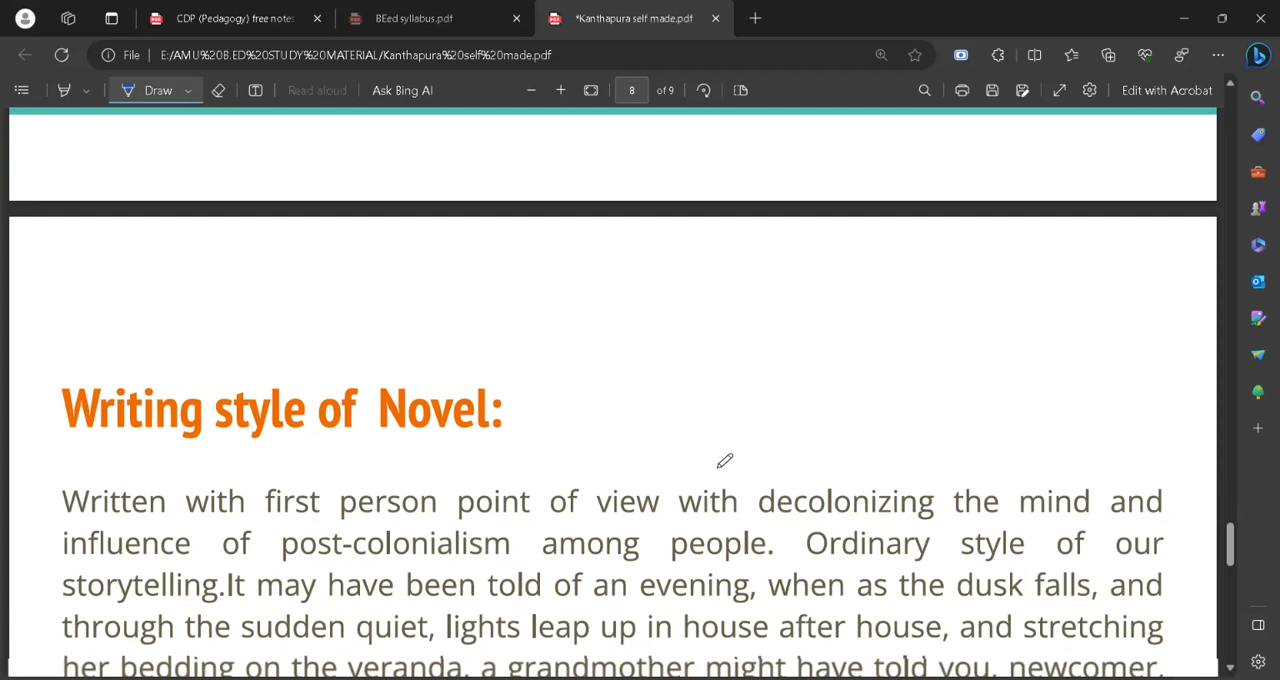 CDP (Pedagogy) free notes
BEed syllabus.pdf
*Kanthapura self made.pdf
File
E:/AMU%20B.ED%20STUDY%20MATERIAL/Kanthapura%20self%20made.pdf
Draw
Read aloud
Ask Bing AI
8
of 9
Edit with Acrobat
Writing style of Novel:
Written with first person point of view with decolonizing the mind and
influence of post-colonialism among people. Ordinary style of our
storytelling.It may have been told of an evening, when as the dusk falls, and
through the sudden quiet, lights leap up in house after house, and stretching
her bedding on the veranda, a grandmother might have told you, newcomer,